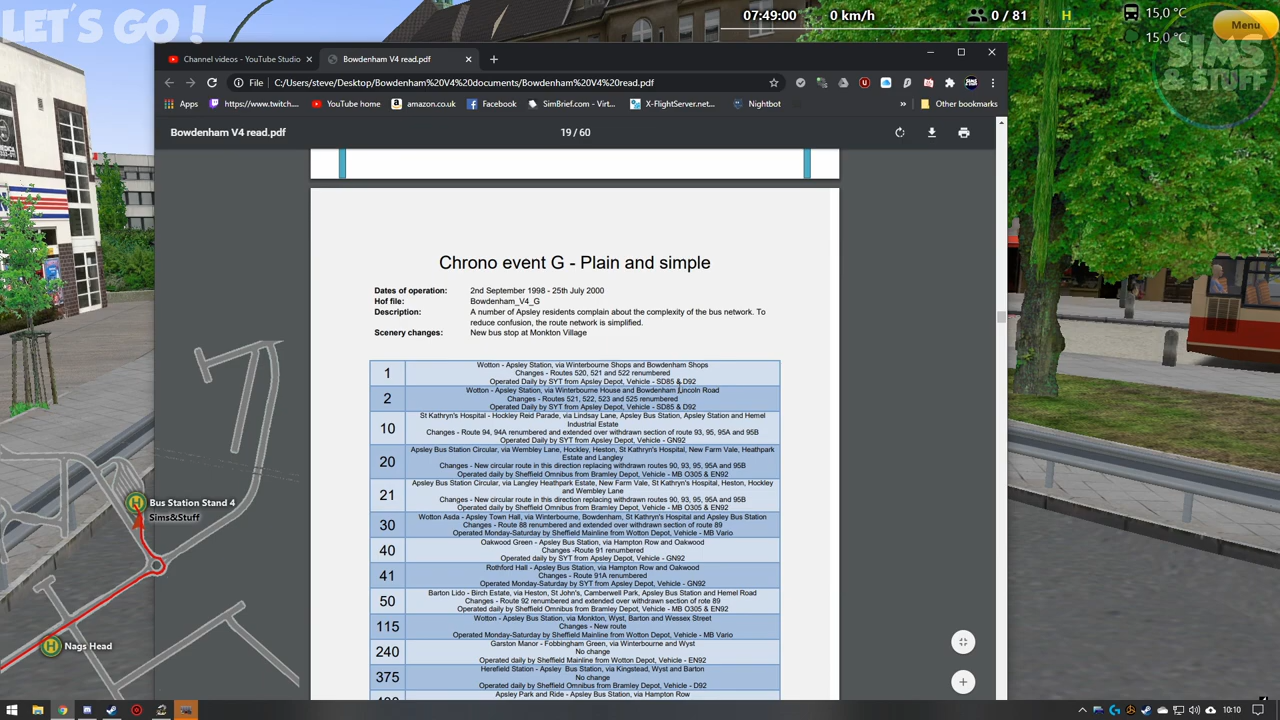 LET'S GO !
07:49:00
0 km/h
0 / 81
H
15,0 °C
15,0 °C
Menu
SIMS
& STUFF
Channel videos - YouTube Studio
Bowdenham V4 read.pdf
File
C:/Users/steve/Desktop/Bowdenham%20V4%20documents/Bowdenham%20V4%20read.pdf
Apps
https://www.twitch....
YouTube home
amazon.co.uk
Facebook
SimBrief.com - Virt...
X-FlightServer.net...
Nightbot
»
Other bookmarks
Bowdenham V4 read.pdf
19 / 60
Chrono event G - Plain and simple
Dates of operation: 2nd September 1998 - 25th July 2000
Hof file: Bowdenham_V4_G
Description: A number of Apsley residents complain about the complexity of the bus network. To
reduce confusion, the route network is simplified.
Scenery changes: New bus stop at Monkton Village
1
Wotton - Apsley Station, via Winterbourne Shops and Bowdenham Shops
Changes - Routes 520, 521 and 522 renumbered
Operated Daily by SYT from Apsley Depot, Vehicle - SD85 & D92
2
Wotton - Apsley Station, via Winterbourne House and Bowdenham Lincoln Road
Changes - Routes 521, 522, 523 and 525 renumbered
Operated Daily by SYT from Apsley Depot, Vehicle - SD85 & D92
10
St Kathryn's Hospital - Hockley Reid Parade, via Lindsay Lane, Apsley Bus Station, Apsley Station and Hemel
Industrial Estate
Changes - Route 94, 94A renumbered and extended over withdrawn section of route 93, 95, 95A and 95B
Operated Daily by SYT from Apsley Depot, Vehicle - GN92
20
Apsley Bus Station Circular, via Wembley Lane, Hockley, Heston, St Kathryn's Hospital, New Farm Vale, Heathpark
Estate and Langley
Changes - New circular route in this direction replacing withdrawn routes 90, 93, 95, 95A and 95B
Operated daily by Sheffield Omnibus from Bramley Depot, Vehicle - MB O305 & EN92
21
Apsley Bus Station Circular, via Langley Heathpark Estate, New Farm Vale, St Kathryn's Hospital, Heston, Hockley
and Wembley Lane
Changes - New circular route in this direction replacing withdrawn routes 90, 93, 95, 95A and 95B
Operated daily by Sheffield Omnibus from Bramley Depot, Vehicle - MB O305 & EN92
30
Wotton Asda - Apsley Town Hall, via Winterbourne, Bowdenham, St Kathryn's Hospital and Apsley Bus Station
Changes - Route 88 renumbered and extended over withdrawn section of route 89
Operated Monday-Saturday by Sheffield Mainline from Wotton Depot, Vehicle - MB Vario
40
Oakwood Green - Apsley Bus Station, via Hampton Row and Oakwood
Changes -Route 91 renumbered
Operated daily by SYT from Apsley Depot, Vehicle - GN92
41
Rothford Hall - Apsley Bus Station, via Hampton Row and Oakwood
Changes - Route 91A renumbered
Operated Monday-Saturday by SYT from Apsley Depot, Vehicle - GN92
50
Barton Lido - Birch Estate, via Heston, St John's, Camberwell Park, Apsley Bus Station and Hemel Road
Changes - Route 92 renumbered and extended over withdrawn section of rote 89
Operated daily by Sheffield Omnibus from Bramley Depot, Vehicle - MB O305 & EN92
115
Wotton - Apsley Bus Station, via Monkton, Wyst, Barton and Wessex Street
Changes - New route
Operated Monday-Saturday by Sheffield Mainline from Wotton Depot, Vehicle - MB Vario
240
Garston Manor - Fobbingham Green, via Winterbourne and Wyst
No change
Operated daily by Sheffield Mainline from Wotton Depot, Vehicle - EN92
375
Herefield Station - Apsley Bus Station, via Kingstead, Wyst and Barton
No change
Operated daily by Sheffield Omnibus from Bramley Depot, Vehicle - D92
Apsley Park and Ride - Apsley Bus Station, via Hampton Row
H
Bus Station Stand 4
Sims&Stuff
H
Nags Head
10:10